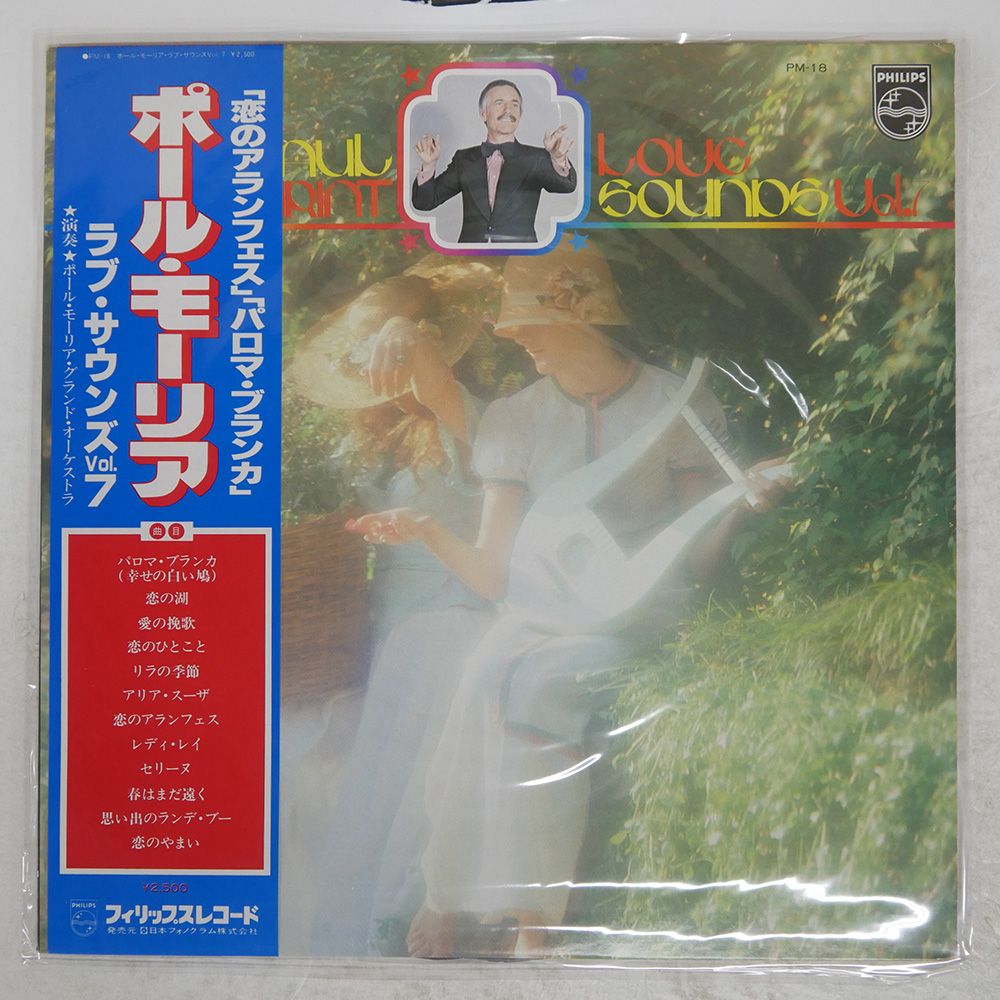 ●PM-18 ポール・モーリア・ラブ・サウンズ Vol. 7 ¥2,500
「恋のアランフェス」「パロマ・ブランカ」
ポール・モーリア
ラブ・サウンズ Vol.7
★演奏★ポール・モーリア・グランド・オーケストラ
曲目
パロマ・ブランカ
(幸せの白い鳩)
恋の湖
愛の挽歌
恋のひとこと
リラの季節
アリア・スーザ
恋のアランフェス
レディ・レイ
セリーヌ
春はまだ遠く
思い出のランデ・ブー
恋のやまい
¥2,500
PHILIPS
フィリップスレコード
発売元 日本フォノグラム株式会社
PM-18
PHILIPS
AUL
RIAT
LOVE
SOUNDS Vol.7